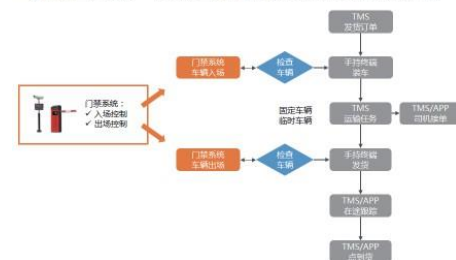 TMS
发货订单
门禁系统
车辆入场
检查
车辆
手持终端
装车
门禁系统：
✓ 入场控制
✓ 出场控制
固定车辆
临时车辆
TMS
运输任务
TMS/APP
司机接单
门禁系统
车辆出场
检查
车辆
手持终端
发货
TMS/APP
在途跟踪
TMS/APP
点到货